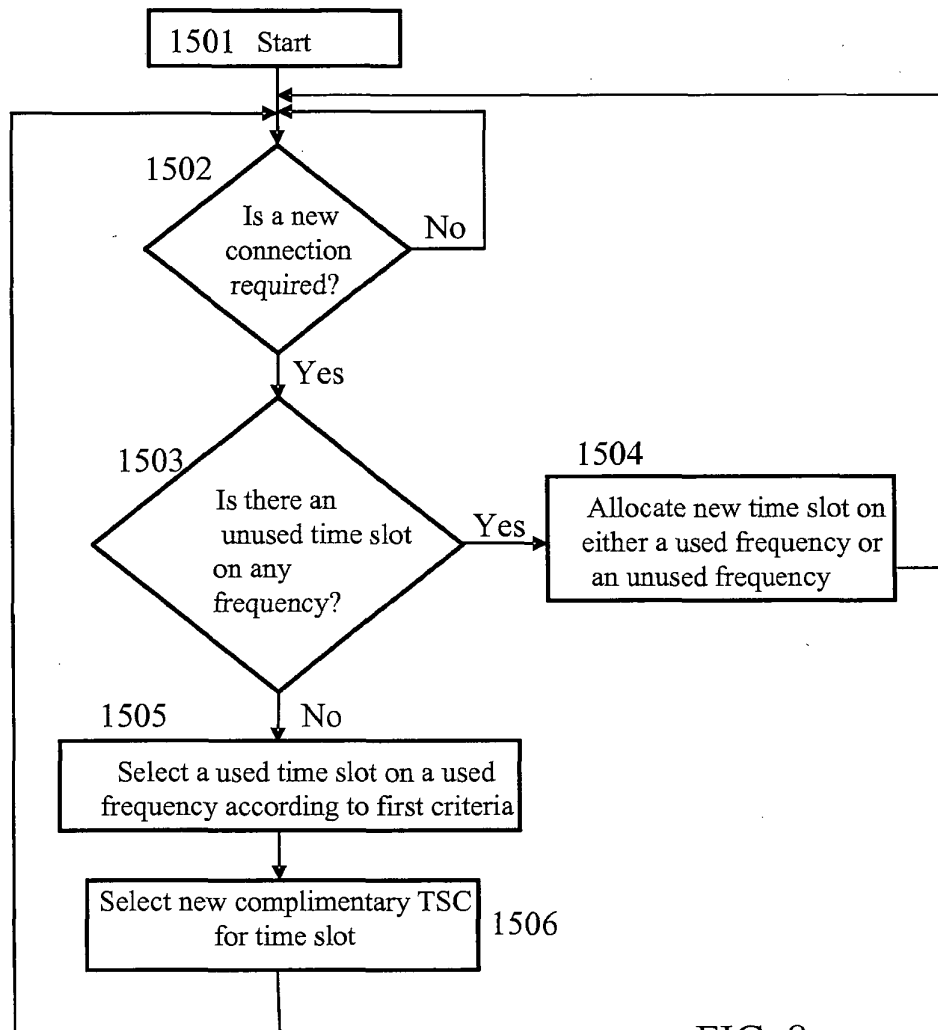 1501 Start
1502
Is a new
connection
required?
No
Yes
1503
Is there an
unused time slot
on any
frequency?
Yes
1504
Allocate new time slot on
either a used frequency or
an unused frequency
No
1505
Select a used time slot on a used
frequency according to first criteria
Select new complimentary TSC
for time slot
1506